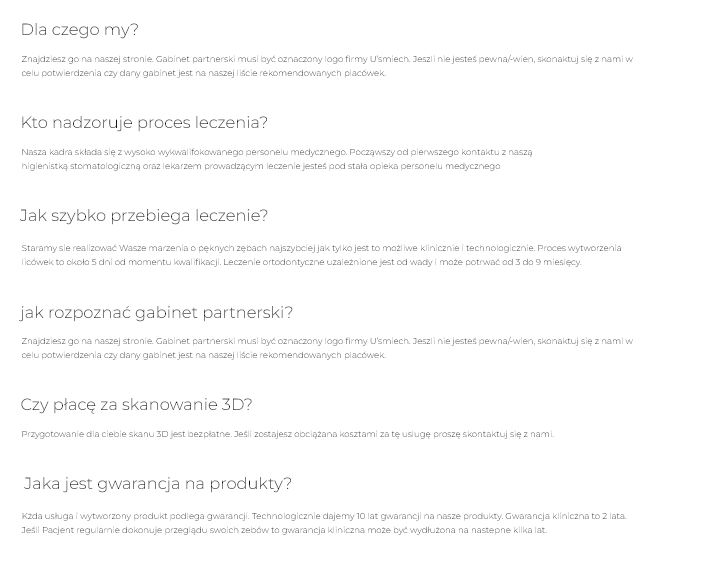 Dla czego my?
Znajdziesz go na naszej stronie. Gabinet partnerski musi być oznaczony logo firmy U'smiech. Jeszli nie jesteś pewna/-wien, skonaktuj się z nami w
celu potwierdzenia czy dany gabinet jest na naszej liście rekomendowanych placówek.
Kto nadzoruje proces leczenia?
Nasza kadra składa się z wysoko wykwalifokowanego personelu medycznego. Począwszy od pierwszego kontaktu z naszą
higienistką stomatologiczną oraz lekarzem prowadzącym leczenie jesteś pod stała opieka personelu medycznego
Jak szybko przebiega leczenie?
Staramy sie realizować Wasze marzenia o pęknych zębach najszybciej jak tylko jest to możliwe klinicznie i technologicznie. Proces wytworzenia
licówek to około 5 dni od momentu kwalifikacji. Leczenie ortodontyczne uzależnione jest od wady i może potrwać od 3 do 9 miesięcy.
jak rozpoznać gabinet partnerski?
Znajdziesz go na naszej stronie. Gabinet partnerski musi być oznaczony logo firmy U'smiech. Jeszli nie jesteś pewna/-wien, skonaktuj się z nami w
celu potwierdzenia czy dany gabinet jest na naszej liście rekomendowanych placówek.
Czy płacę za skanowanie 3D?
Przygotowanie dla ciebie skanu 3D jest bezpłatne. Jeśli zostajesz obciążana kosztami za tę usługę proszę skontaktuj się z nami.
Jaka jest gwarancja na produkty?
Kżda usługa i wytworzony produkt podlega gwarancji. Technologicznie dajemy 10 lat gwarancji na nasze produkty. Gwarancja kliniczna to 2 lata.
Jeśli Pacjent regularnie dokonuje przeglądu swoich zebów to gwarancja kliniczna może być wydłużona na nastepne kilka lat.